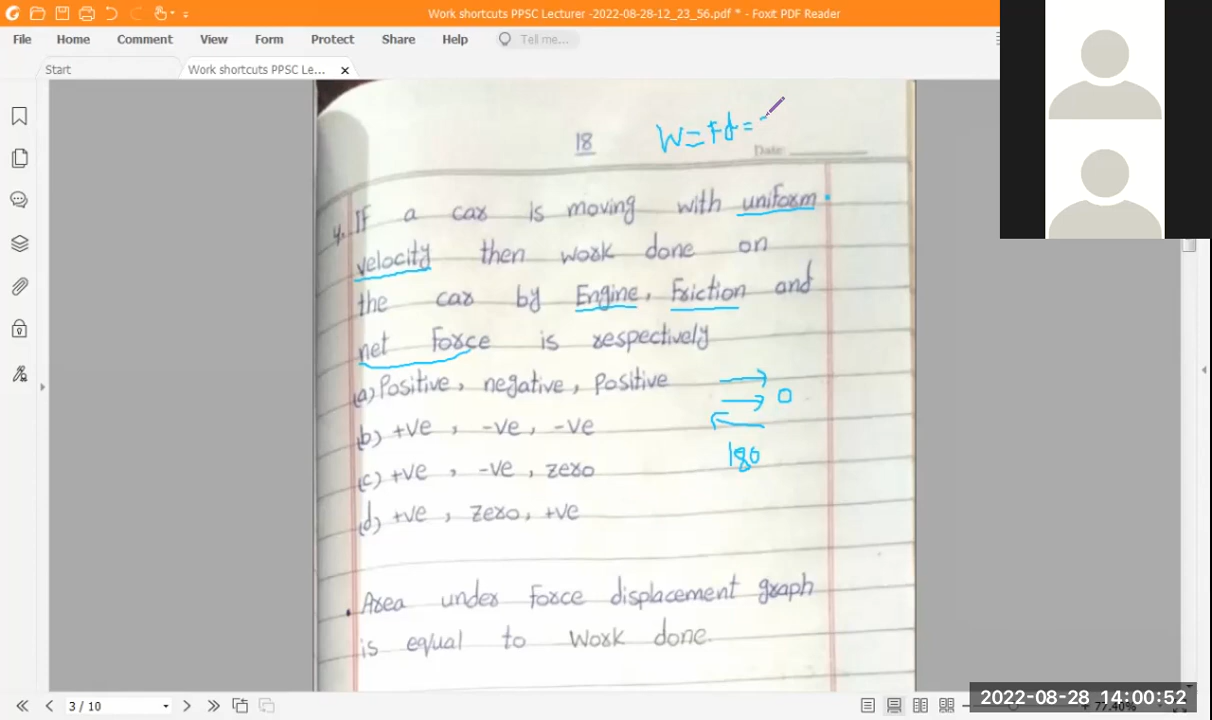 Work shortcuts PPSC Lecturer -2022-08-28-12_23_56.pdf * - Foxit PDF Reader
File Home Comment View Form Protect Share Help Tell me...
Start Work shortcuts PPSC Le...
18
W=Fd=
Date:
4. If a car is moving with uniform
velocity then work done on
the car by Engine, Friction and
net Force is respectively
(a) Positive, negative, Positive
(b) +ve, -ve, -ve
(c) +ve, -ve, zero
(d) +ve, zero, +ve
0
180
. Area under force displacement graph
is equal to Work done.
3 / 10
77.40%
2022-08-28 14:00:52